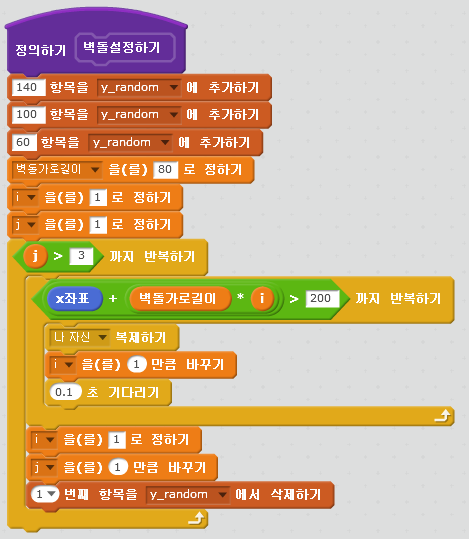 정의하기 벽돌설정하기
140 항목을 y_random 에 추가하기
100 항목을 y_random 에 추가하기
60 항목을 y_random 에 추가하기
벽돌가로길이 을(를) 80 로 정하기
i 을(를) 1 로 정하기
j 을(를) 1 로 정하기
j > 3 까지 반복하기
x좌표 + 벽돌가로길이 * i > 200 까지 반복하기
나 자신 복제하기
i 을(를) 1 만큼 바꾸기
0.1 초 기다리기
i 을(를) 1 로 정하기
j 을(를) 1 만큼 바꾸기
1 번째 항목을 y_random 에서 삭제하기